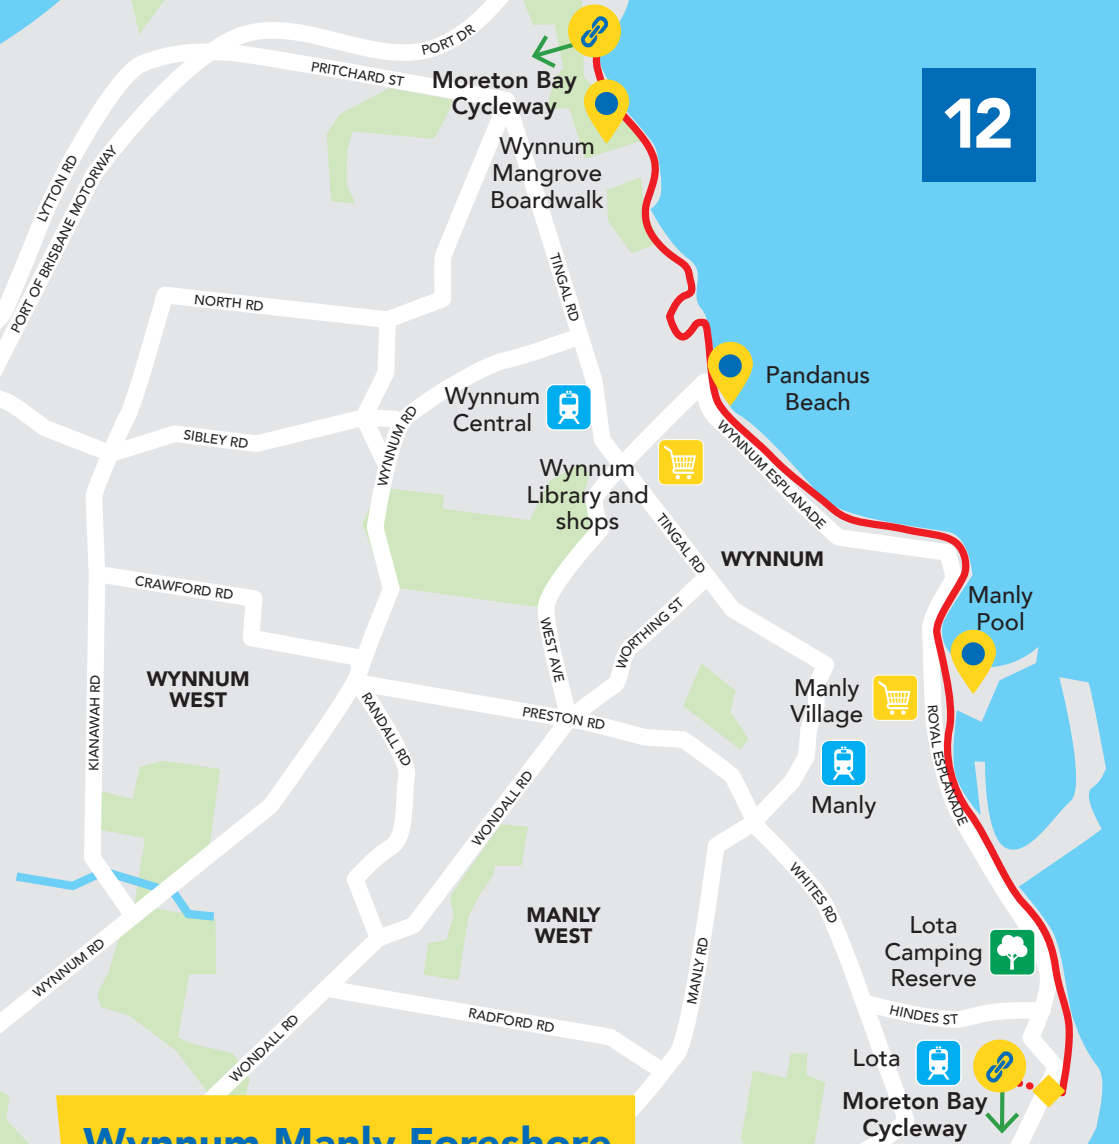 PORT DR
PRITCHARD ST
Moreton Bay
Cycleway
12
Wynnum
Mangrove
Boardwalk
LYTTON RD
PORT OF BRISBANE MOTORWAY
TINGAL RD
NORTH RD
Pandanus
Beach
Wynnum
Central
SIBLEY RD
WYNNUM RD
WYNNUM ESPLANADE
Wynnum
Library and
shops
TINGAL RD
WYNNUM
CRAWFORD RD
Manly
Pool
WEST AVE
WORTHING ST
WYNNUM
WEST
KIANAWAH RD
RANDALL RD
PRESTON RD
Manly
Village
ROYAL ESPLANADE
Manly
WONDALL RD
WHITES RD
MANLY
WEST
Lota
Camping
Reserve
WYNNUM RD
MANLY RD
HINDES ST
RADFORD RD
WONDALL RD
Lota
Moreton Bay
Cycleway
Wynnum Manly Foreshore